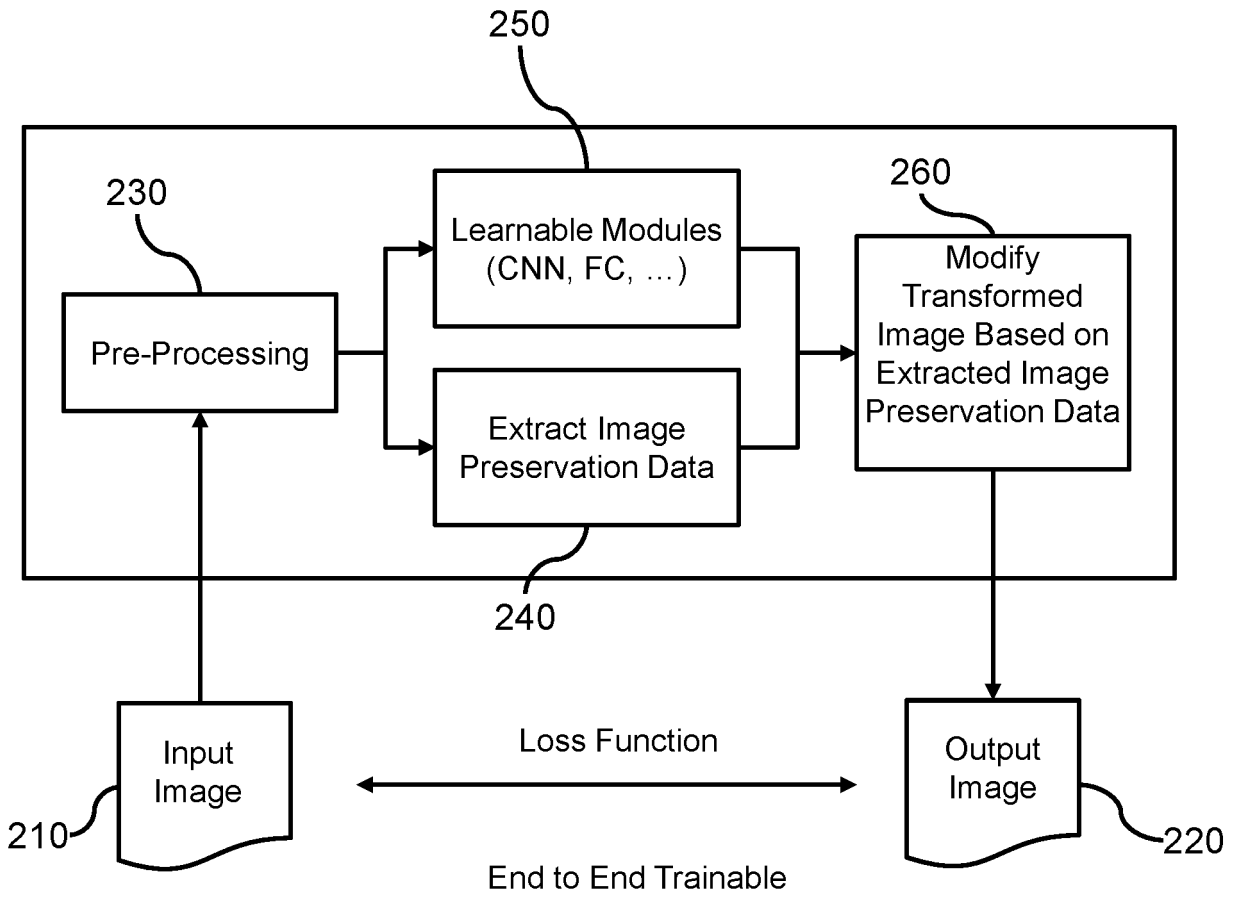 250
230
Learnable Modules
(CNN, FC, ...)
260
Modify
Transformed
Image Based on
Extracted Image
Preservation Data
Pre-Processing
Extract Image
Preservation Data
240
Input
Image
210
Loss Function
Output
Image
220
End to End Trainable